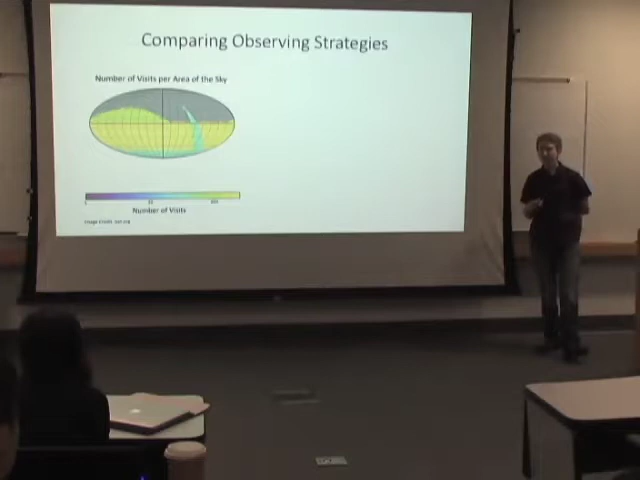 Comparing Observing Strategies
Number of Visits per Area of the Sky
Number of Visits